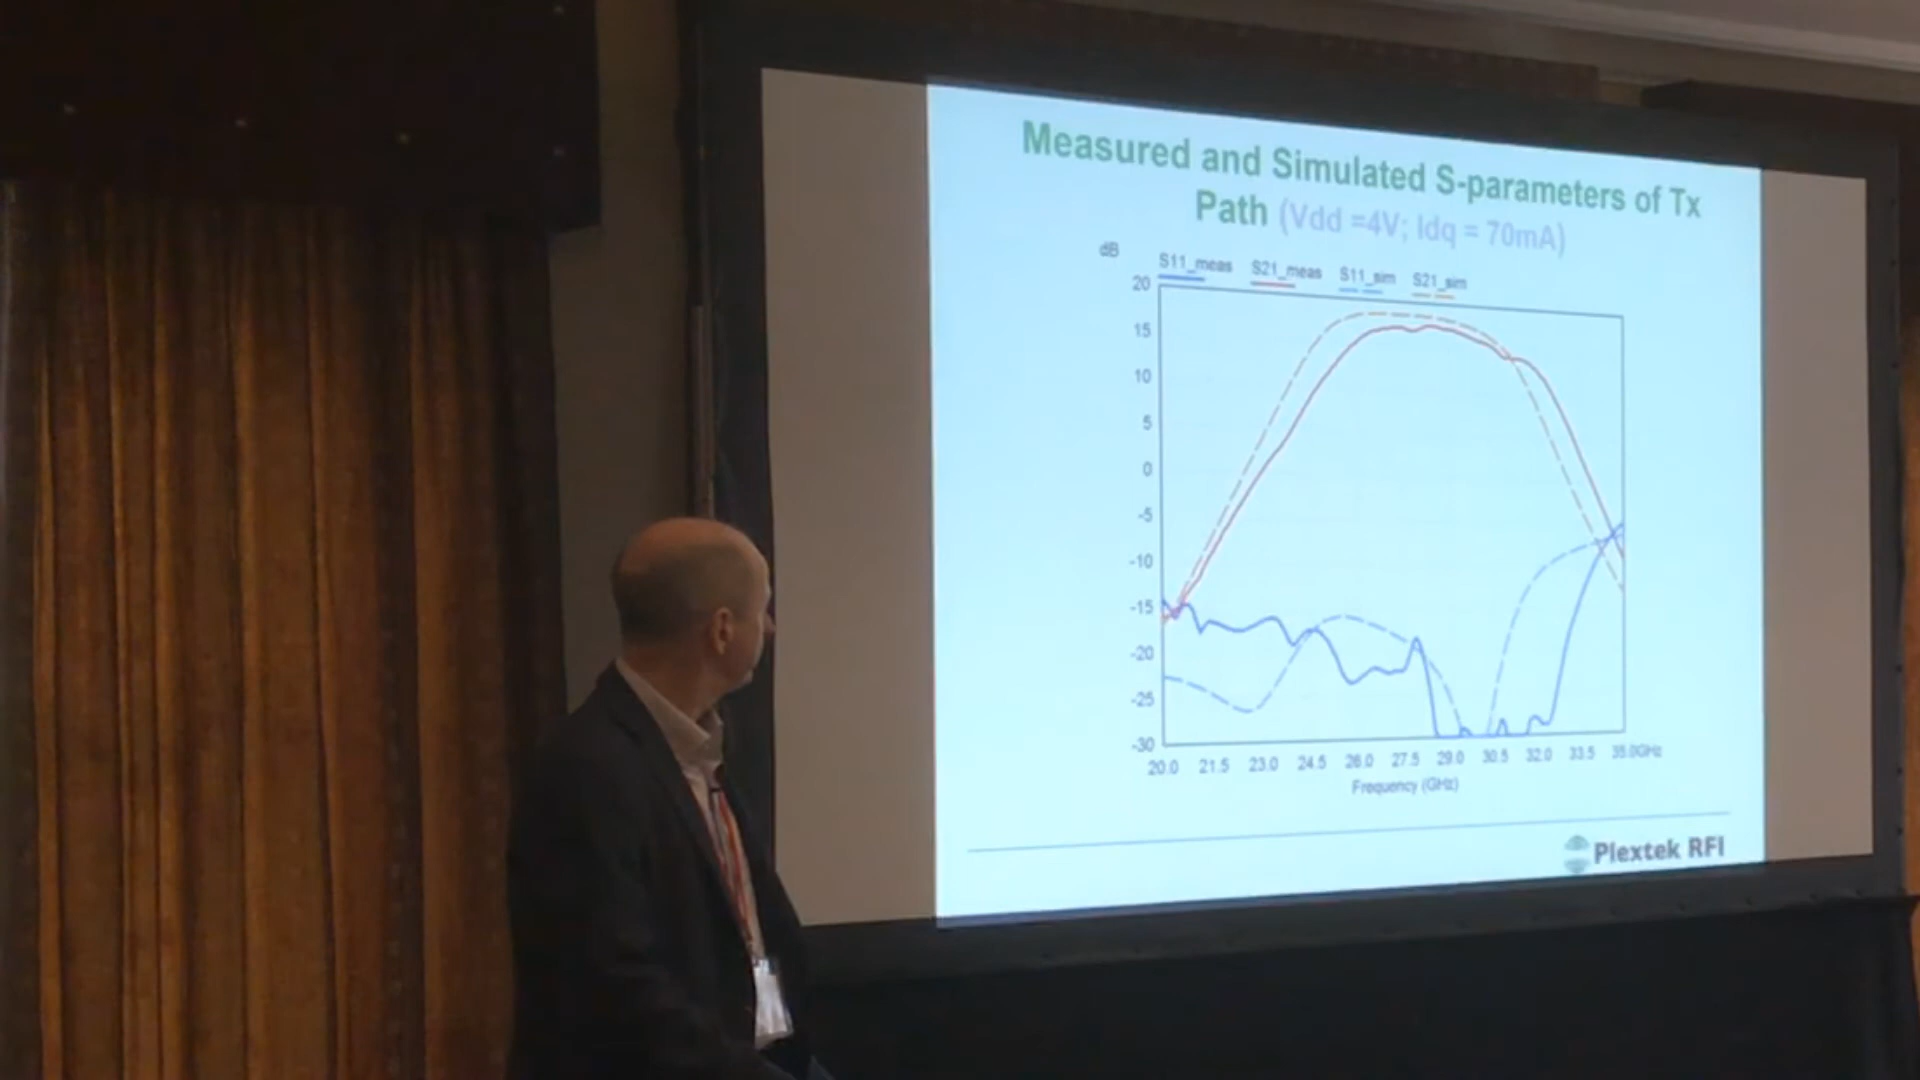 Measured and Simulated S-parameters of Tx
Path (Vdd =4V; Idq = 70mA)
dB
S11_meas S21_meas S11_sim S21_sim
20
15
10
5
0
-5
-10
-15
-20
-25
-30
20.0 21.5 23.0 24.5 26.0 27.5 29.0 30.5 32.0 33.5 35.0GHz
Frequency (GHz)
Plextek RFI